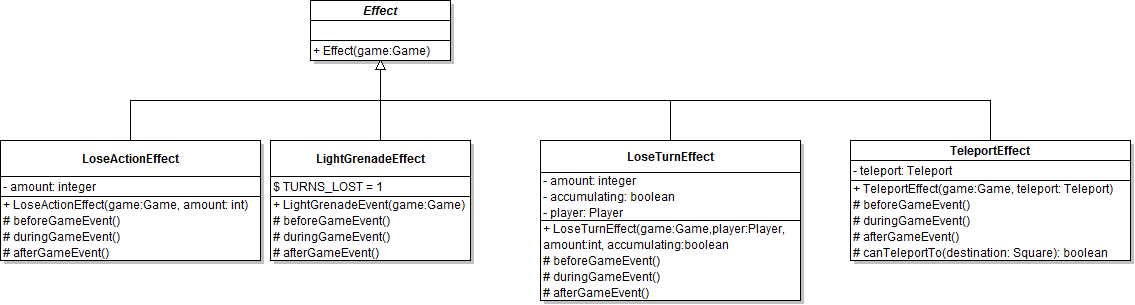 Effect
+ Effect(game:Game)
LoseActionEffect
- amount: integer
+ LoseActionEffect(game:Game, amount: int)
# beforeGameEvent()
# duringGameEvent()
# afterGameEvent()
LightGrenadeEffect
$ TURNS_LOST = 1
+ LightGrenadeEvent(game:Game)
# beforeGameEvent()
# duringGameEvent()
# afterGameEvent()
LoseTurnEffect
- amount: integer
- accumulating: boolean
- player: Player
+ LoseTurnEffect(game:Game,player:Player,
amount:int, accumulating:boolean
# beforeGameEvent()
# duringGameEvent()
# afterGameEvent()
TeleportEffect
- teleport: Teleport
+ TeleportEffect(game:Game, teleport: Teleport)
# beforeGameEvent()
# duringGameEvent()
# afterGameEvent()
# canTeleportTo(destination: Square): boolean